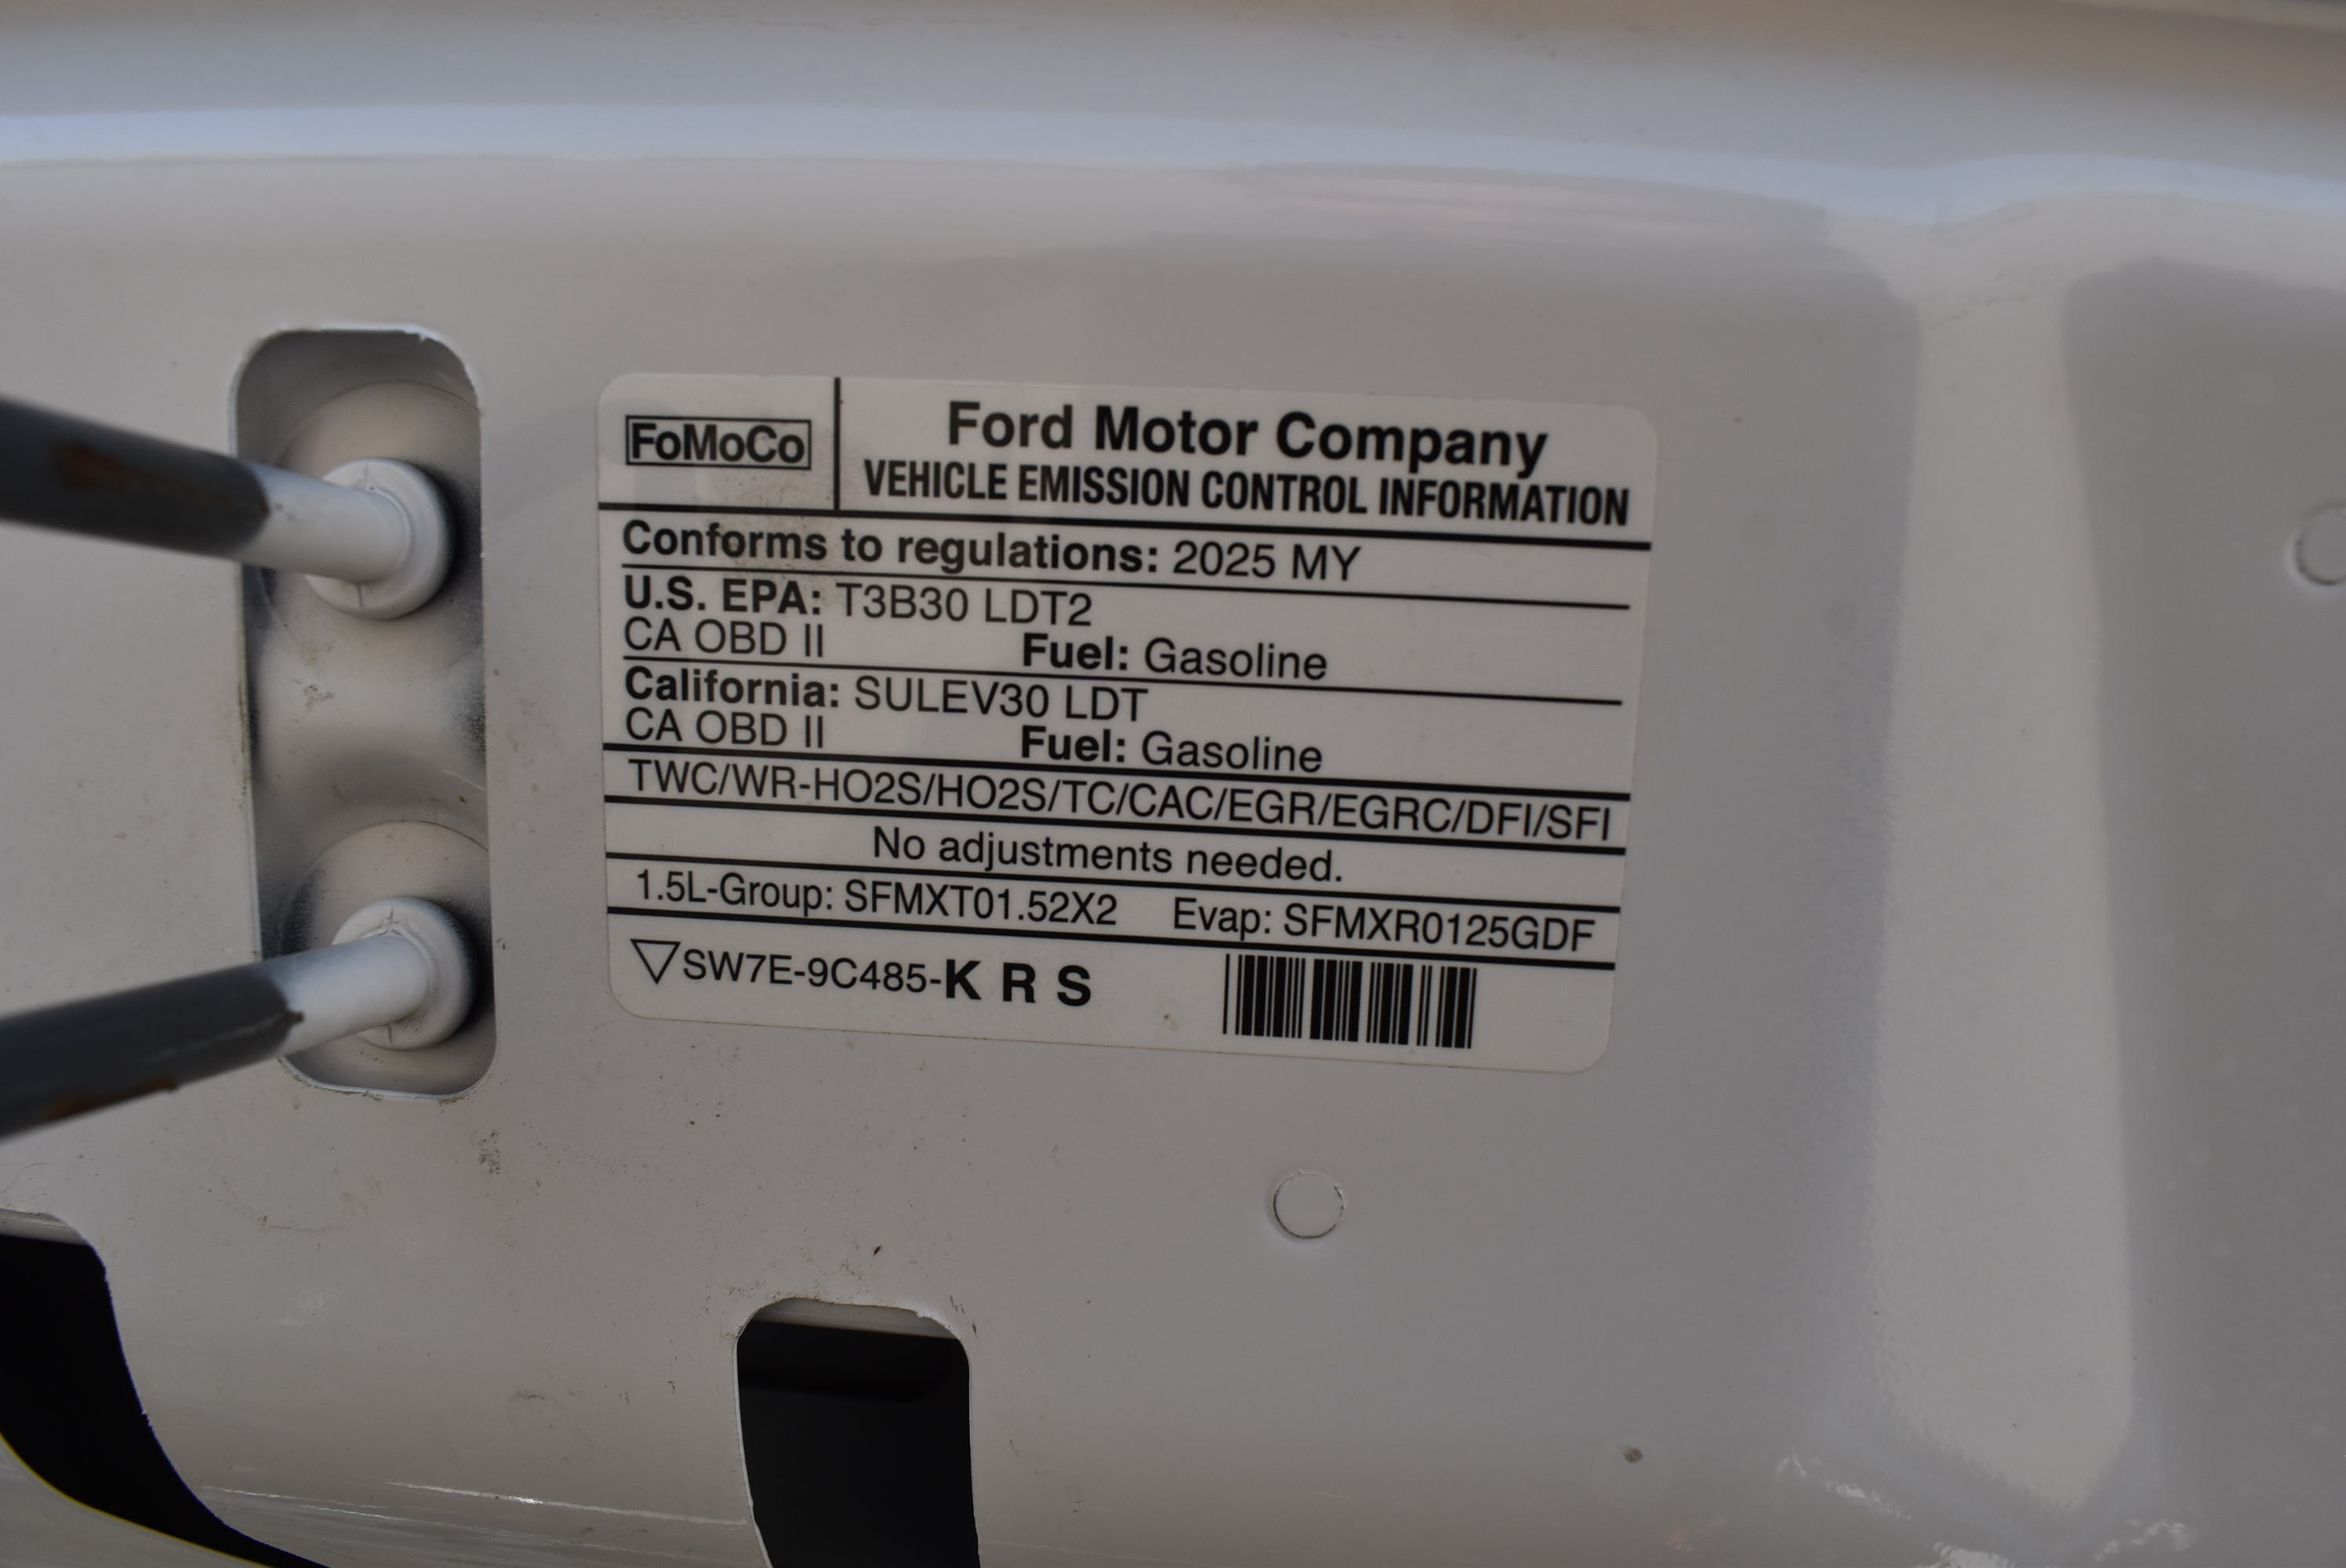 FoMoCo
Ford Motor Company
VEHICLE EMISSION CONTROL INFORMATION
Conforms to regulations: 2025 MY
U.S. EPA: T3B30 LDT2
CA OBD II Fuel: Gasoline
California: SULEV30 LDT
CA OBD II Fuel: Gasoline
TWC/WR-HO2S/HO2S/TC/CAC/EGR/EGRC/DFI/SFI
No adjustments needed.
1.5L-Group: SFMXT01.52X2 Evap: SFMXR0125GDF
SW7E-9C485-K R S